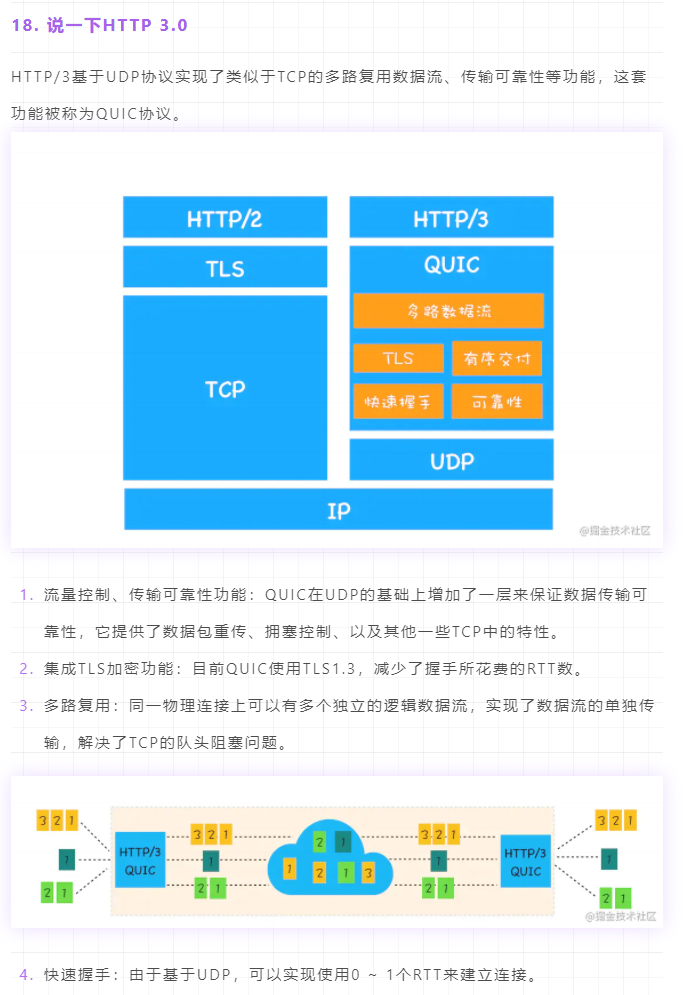 18. 说一下HTTP 3.0
HTTP/3基于UDP协议实现了类似于TCP的多路复用数据流、传输可靠性等功能，这套
功能被称为QUIC协议。
HTTP/2 HTTP/3
TLS QUIC
多路数据流
TLS 有序交付
TCP
快速握手 可靠性
UDP
IP
@掘金技术社区
1. 流量控制、传输可靠性功能：QUIC在UDP的基础上增加了一层来保证数据传输可
靠性，它提供了数据包重传、拥塞控制、以及其他一些TCP中的特性。
2. 集成TLS加密功能：目前QUIC使用TLS1.3，减少了握手所花费的RTT数。
3. 多路复用：同一物理连接上可以有多个独立的逻辑数据流，实现了数据流的单独传
输，解决了TCP的队头阻塞问题。
3 2 1 3 2 1 2 1 3 2 1 3 2 1
1 HTTP/3 QUIC 1 1 2 1 3 1 HTTP/3 QUIC 1
2 1 2 1 2 1 2 1
@掘金技术社区
4. 快速握手：由于基于UDP，可以实现使用0 ~ 1个RTT来建立连接。